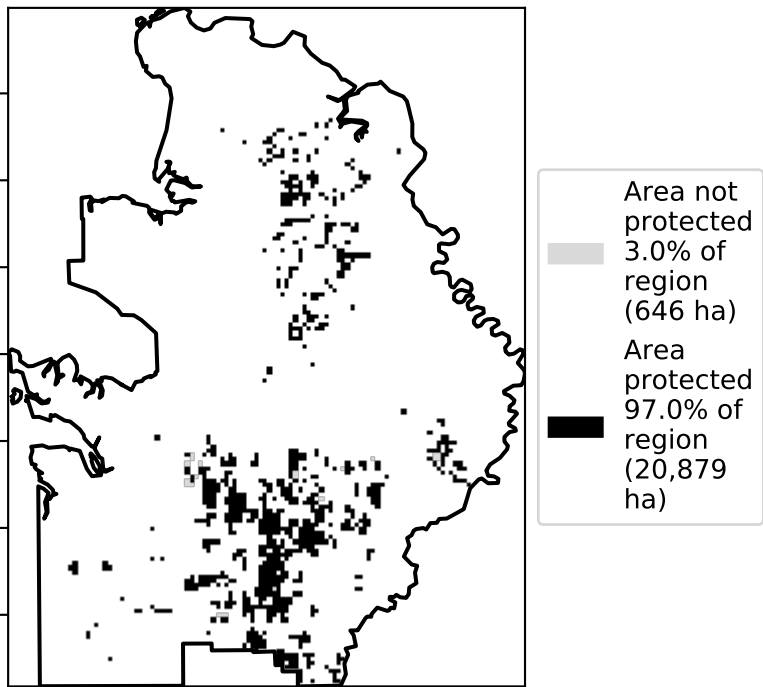 Area not
protected
3.0% of
region
(646 ha)
Area
protected
97.0% of
region
(20,879
ha)